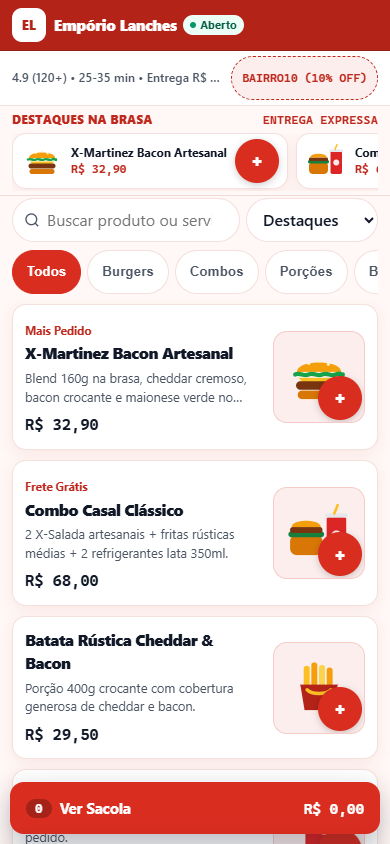 EL
Empório Lanches
Aberto
4.9 (120+) • 25-35 min • Entrega R$ ...
BAIRRO10 (10% OFF)
DESTAQUES NA BRASA
ENTREGA EXPRESSA
X-Martinez Bacon Artesanal
R$ 32,90
+
Com
R$
Buscar produto ou serv
Destaques
Todos
Burgers
Combos
Porções
B
Mais Pedido
X-Martinez Bacon Artesanal
Blend 160g na brasa, cheddar cremoso,
bacon crocante e maionese verde no...
R$ 32,90
+
Frete Grátis
Combo Casal Clássico
2 X-Salada artesanais + fritas rústicas
médias + 2 refrigerantes lata 350ml.
R$ 68,00
+
Batata Rústica Cheddar &
Bacon
Porção 400g crocante com cobertura
generosa de cheddar e bacon.
R$ 29,50
+
0
Ver Sacola
R$ 0,00
pedido.